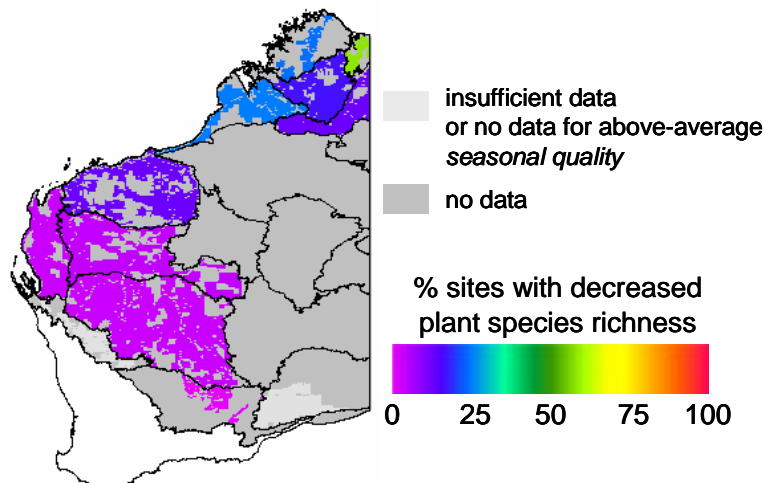 insufficient data
or no data for above-average
seasonal quality
no data
% sites with decreased
plant species richness
0 25 50 75 100